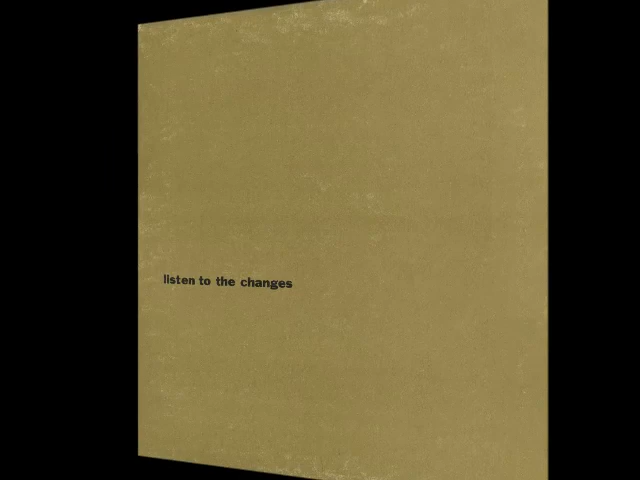 listen to the changes